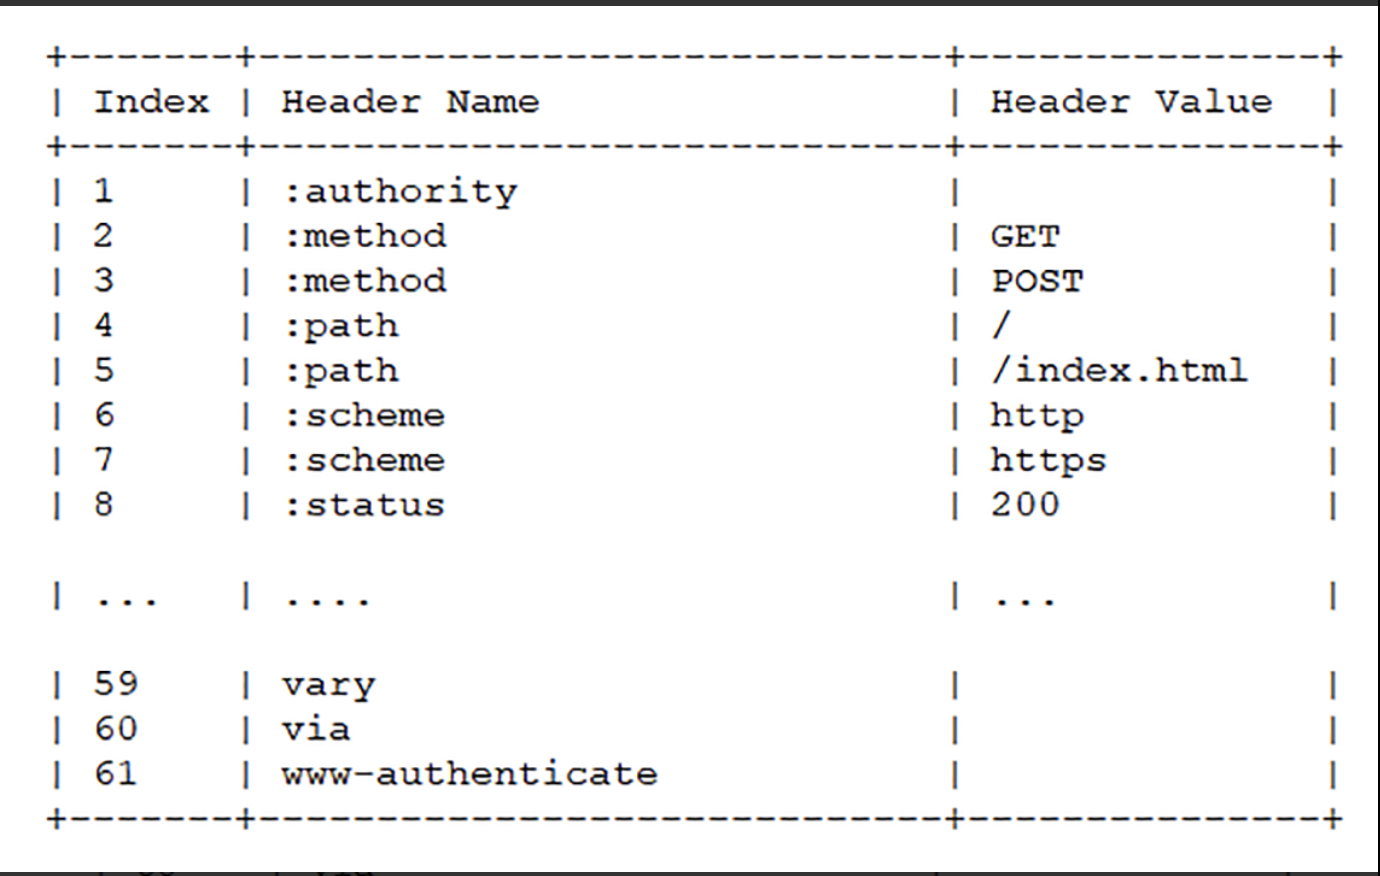 +-------+-----------------------------+---------------+
| Index | Header Name                 | Header Value  |
+-------+-----------------------------+---------------+
| 1     | :authority                  |               |
| 2     | :method                     | GET           |
| 3     | :method                     | POST          |
| 4     | :path                       | /             |
| 5     | :path                       | /index.html   |
| 6     | :scheme                     | http          |
| 7     | :scheme                     | https         |
| 8     | :status                     | 200           |
| ...   | ....                        | ...           |
| 59    | vary                        |               |
| 60    | via                         |               |
| 61    | www-authenticate            |               |
+-------+-----------------------------+---------------+